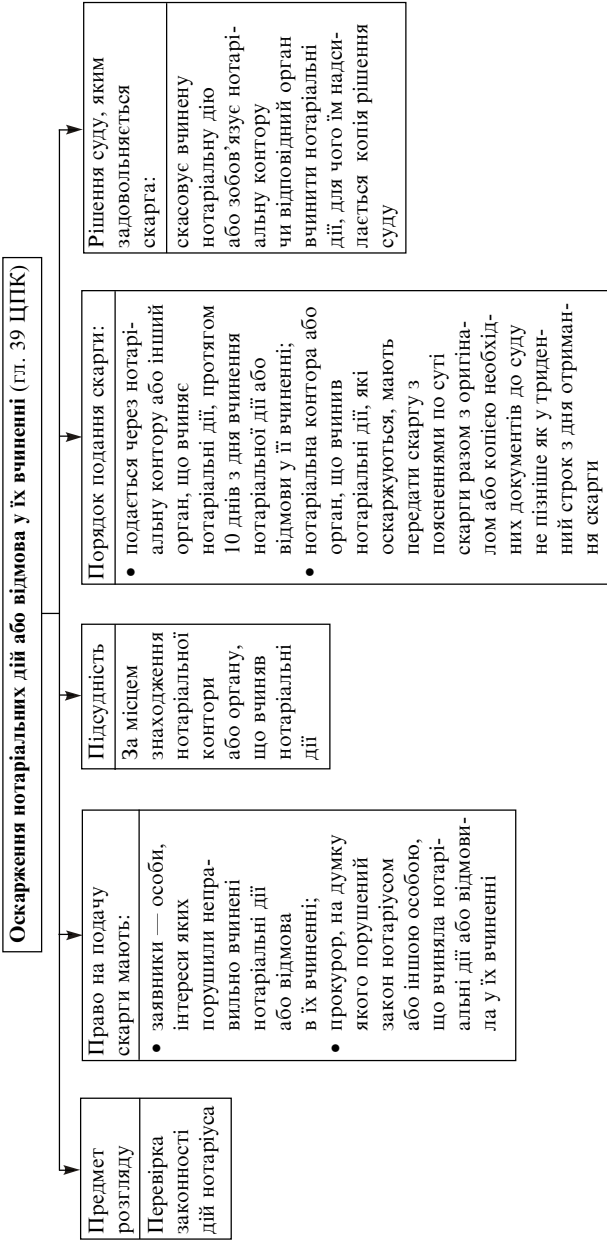 Оскарження нотаріальних дій або відмова у їх вчиненні (гл. 39 ЦПК)
Предмет
розгляду
Перевірка
законності
дій нотаріуса
Право на подачу
скарги мають:
• заявники — особи,
інтереси яких
порушили непра-
вильно вчинені
нотаріальні дії
або відмова
в їх вчиненні;
• прокурор, на думку
якого порушений
закон нотаріусом
або іншою особою,
що вчиняла нотарі-
альні дії або відмови-
ла у їх вчиненні
Підсудність
За місцем
знаходження
нотаріальної
контори
або органу,
що вчиняв
нотаріальні
дії
Порядок подання скарги:
• подається через нотарі-
альну контору або інший
орган, що вчиняє
нотаріальні дії, протягом
10 днів з дня вчинення
нотаріальної дії або
відмови у її вчиненні;
• нотаріальна контора або
орган, що вчинив
нотаріальні дії, які
оскаржуються, мають
передати скаргу з
поясненнями по суті
скарги разом з оригіна-
лом або копією необхід-
них документів до суду
не пізніше як у триден-
ний строк з дня отриман-
ня скарги
Рішення суду, яким
задовольняється
скарга:
скасовує вчинену
нотаріальну дію
або зобов’язує нотарі-
альну контору
чи відповідний орган
вчинити нотаріальні
дії, для чого їм надси-
лається копія рішення
суду